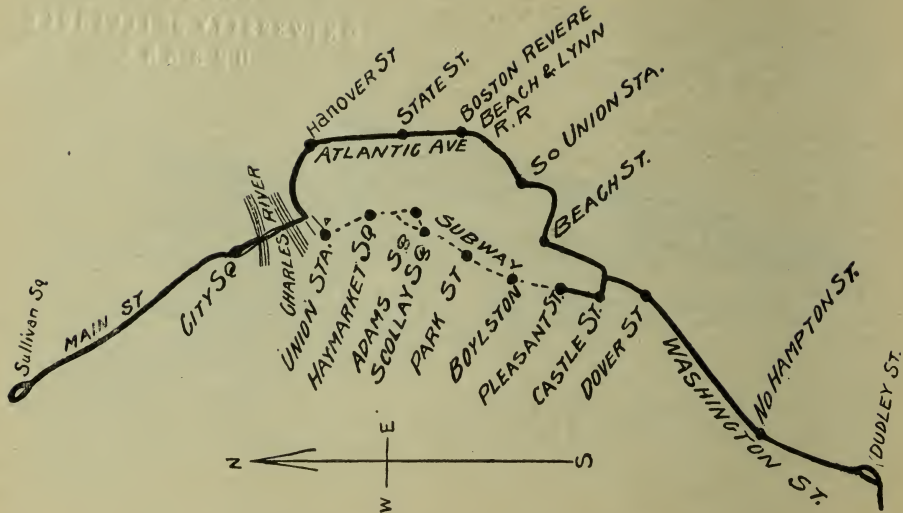 Sullivan Sq
MAIN ST
CITY SQ
CHARLES RIVER
Hanover ST
ATLANTIC AVE
STATE ST.
BOSTON REVERE
BEACH & LYNN
R.R
SO UNION STA.
BEACH ST.
UNION STA.
HAYMARKET SQ
ADAMS SQ
SCOLLAY SQ
PARK ST
SUBWAY
BOYLSTON
PLEASANT ST.
CASTLE ST.
DOVER ST
WASHINGTON ST.
NO HAMPTON ST.
DUDLEY ST.
N
E
W
S